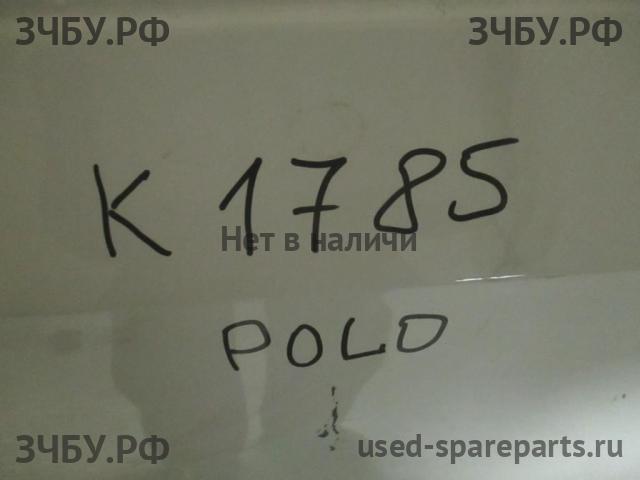 ЗЧБУ.РФ ЗЧБУ.РФ
K 1785
Нет в наличи
POLO
ЗЧБУ.РФ used-spareparts.ru